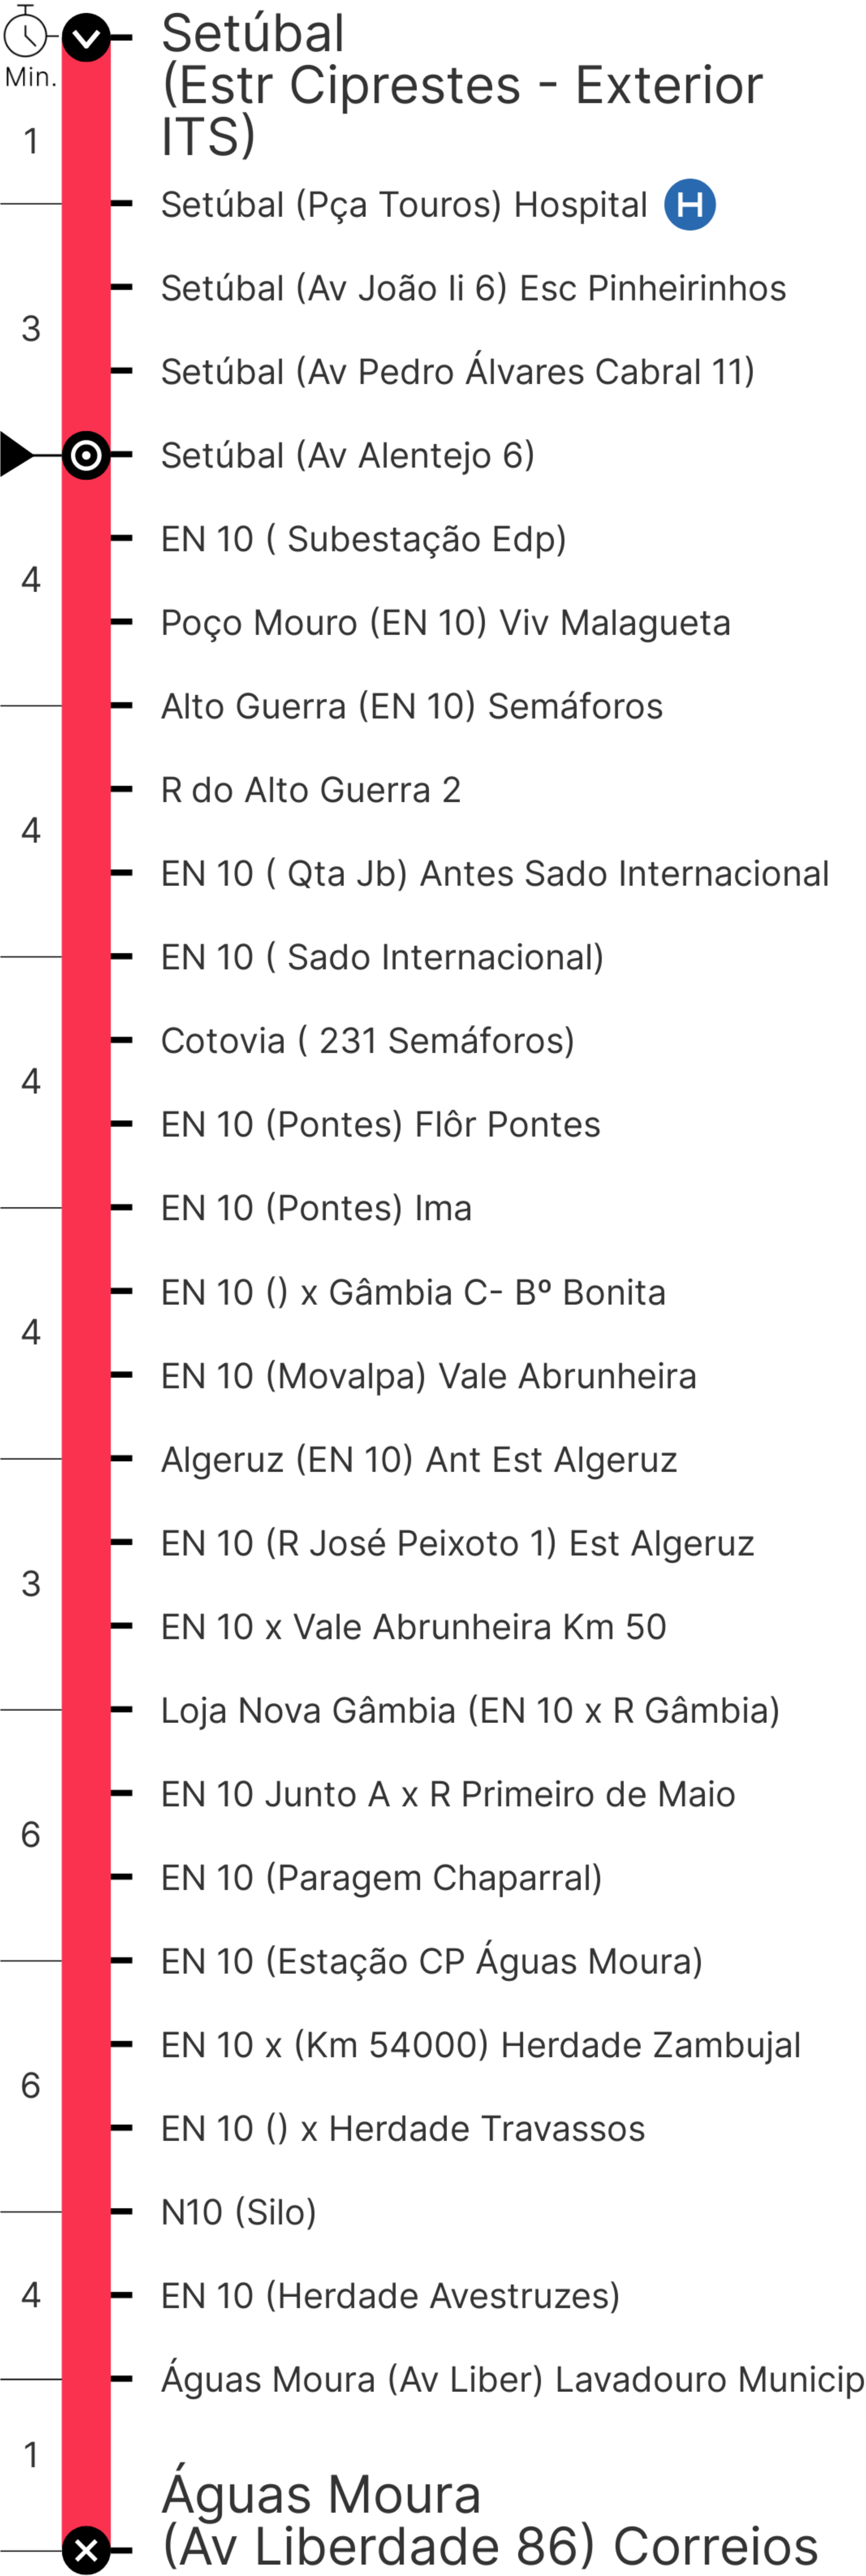 Setúbal
(Estr Ciprestes - Exterior
ITS)
Min.
1
Setúbal (Pça Touros) Hospital H
Setúbal (Av João Ii 6) Esc Pinheirinhos
3
Setúbal (Av Pedro Álvares Cabral 11)
Setúbal (Av Alentejo 6)
EN 10 ( Subestação Edp)
4
Poço Mouro (EN 10) Viv Malagueta
Alto Guerra (EN 10) Semáforos
R do Alto Guerra 2
4
EN 10 ( Qta Jb) Antes Sado Internacional
EN 10 ( Sado Internacional)
Cotovia ( 231 Semáforos)
4
EN 10 (Pontes) Flôr Pontes
EN 10 (Pontes) Ima
EN 10 () x Gâmbia C- Bº Bonita
4
EN 10 (Movalpa) Vale Abrunheira
Algeruz (EN 10) Ant Est Algeruz
EN 10 (R José Peixoto 1) Est Algeruz
3
EN 10 x Vale Abrunheira Km 50
Loja Nova Gâmbia (EN 10 x R Gâmbia)
EN 10 Junto A x R Primeiro de Maio
6
EN 10 (Paragem Chaparral)
EN 10 (Estação CP Águas Moura)
EN 10 x (Km 54000) Herdade Zambujal
6
EN 10 () x Herdade Travassos
N10 (Silo)
4
EN 10 (Herdade Avestruzes)
Águas Moura (Av Liber) Lavadouro Municip
1
Águas Moura
(Av Liberdade 86) Correios